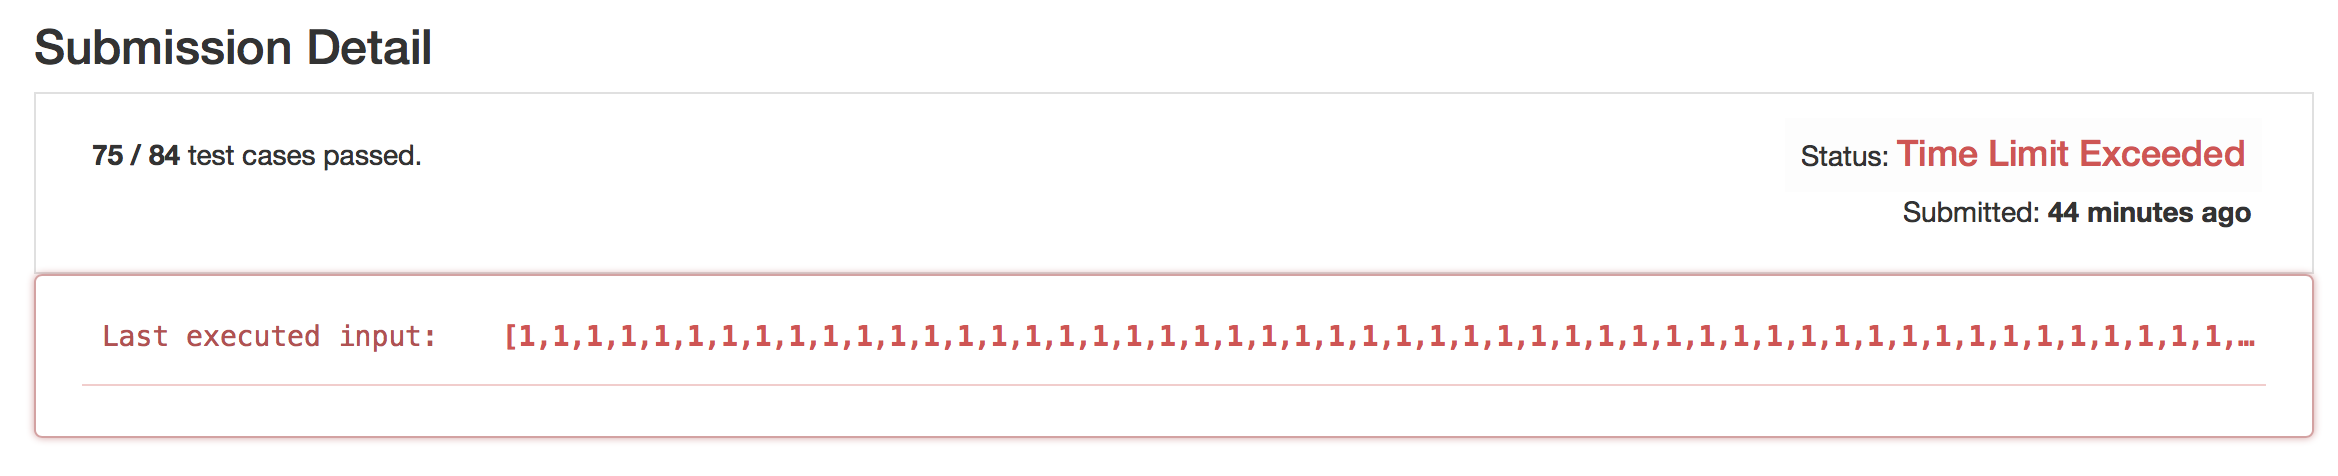 Submission Detail
75 / 84 test cases passed.
Status: Time Limit Exceeded
Submitted: 44 minutes ago
Last executed input: [1,1,1,1,1,1,1,1,1,1,1,1,1,1,1,1,1,1,1,1,1,1,1,1,1,1,1,1,1,1,1,1,1,1,1,1,1,1,1,1,1,1,1,1,1,1,1,1,1,1,1,…